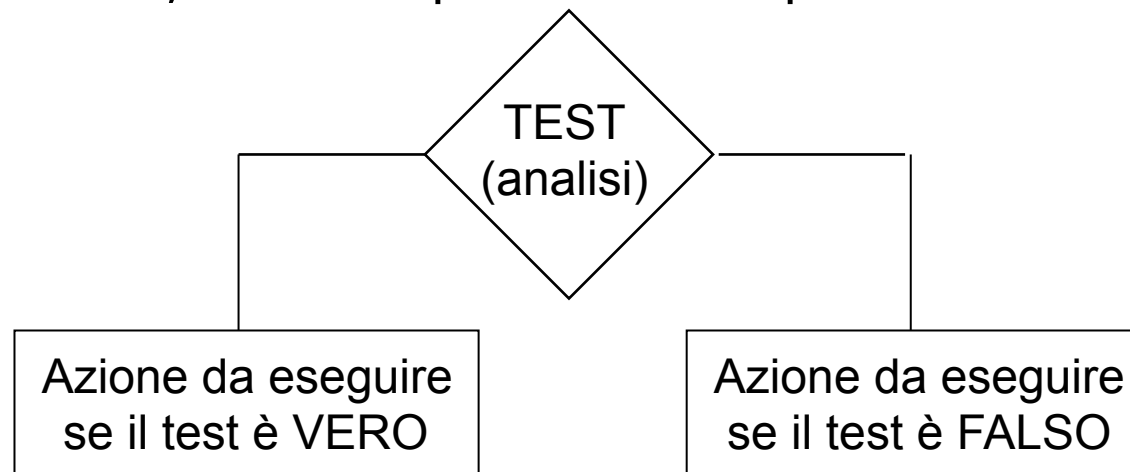 TEST
(analisi)
Azione da eseguire
se il test è VERO
Azione da eseguire
se il test è FALSO